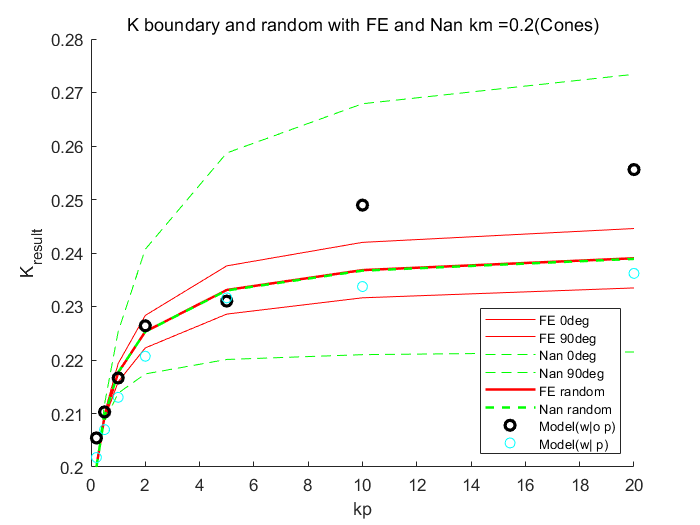 K boundary and random with FE and Nan km =0.2(Cones)
0.28
0.27
0.26
0.25
0.24
0.23
0.22
0.21
0.2
K_result
FE 0deg
FE 90deg
Nan 0deg
Nan 90deg
FE random
Nan random
Model(w|o p)
Model(w| p)
0 2 4 6 8 10 12 14 16 18 20
kp